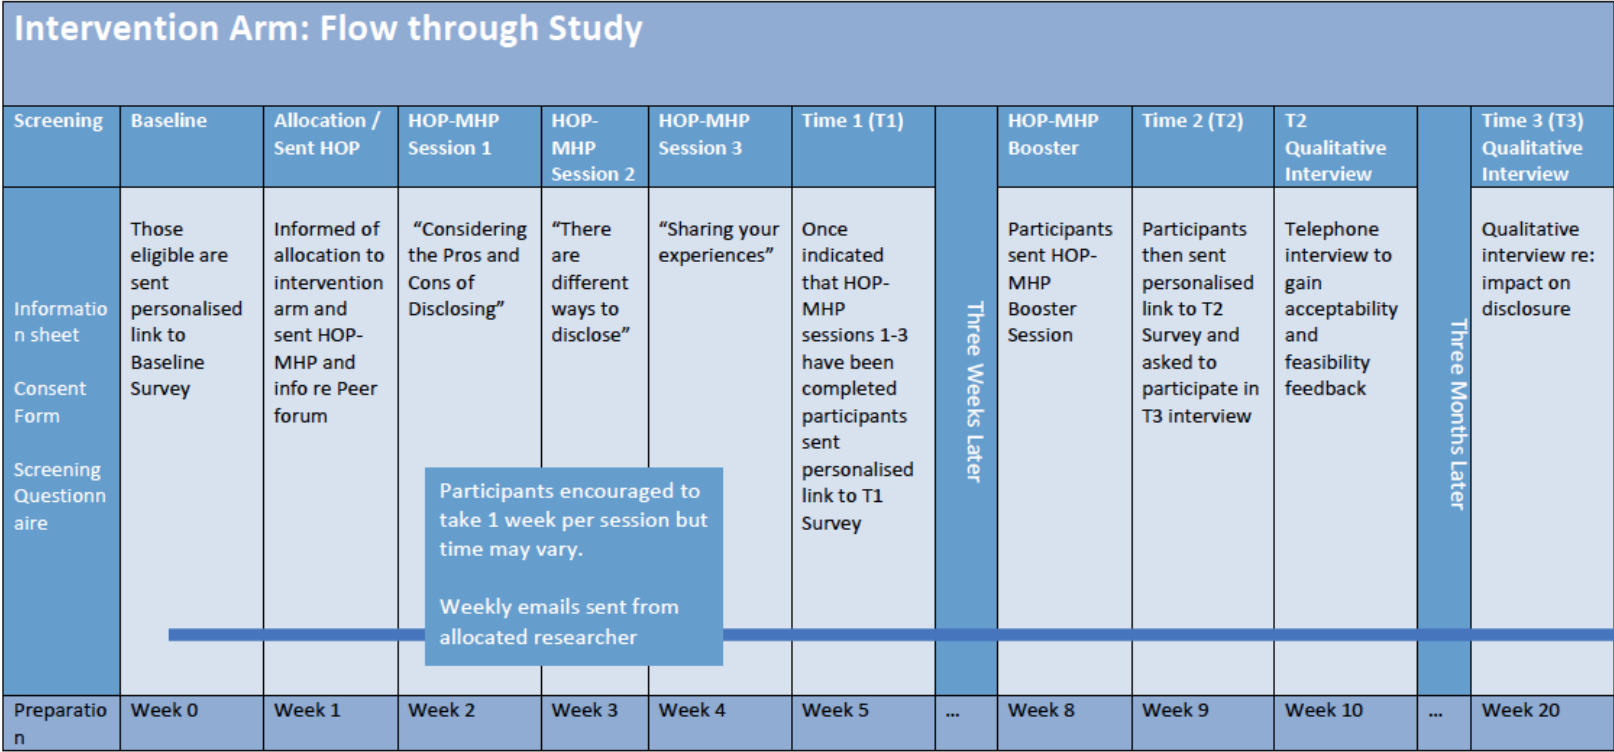 Intervention Arm: Flow through Study
Screening
Baseline
Allocation /
Sent HOP
HOP-MHP
Session 1
HOP-
MHP
Session 2
HOP-MHP
Session 3
Time 1 (T1)
HOP-MHP
Booster
Time 2 (T2)
T2
Qualitative
Interview
Time 3 (T3)
Qualitative
Interview
Informatio
n sheet
Consent
Form
Screening
Questionn
aire
Those
eligible are
sent
personalised
link to
Baseline
Survey
Informed of
allocation to
intervention
arm and
sent HOP-
MHP and
info re Peer
forum
“Considering
the Pros and
Cons of
Disclosing”
“There
are
different
ways to
disclose”
“Sharing your
experiences”
Once
indicated
that HOP-
MHP
sessions 1-3
have been
completed
participants
sent
personalised
link to T1
Survey
Three Weeks Later
Participants
sent HOP-
MHP
Booster
Session
Participants
then sent
personalised
link to T2
Survey and
asked to
participate in
T3 interview
Telephone
interview to
gain
acceptability
and
feasibility
feedback
Three Months Later
Qualitative
interview re:
impact on
disclosure
Participants encouraged to
take 1 week per session but
time may vary.
Weekly emails sent from
allocated researcher
Preparatio
n
Week 0
Week 1
Week 2
Week 3
Week 4
Week 5
...
Week 8
Week 9
Week 10
...
Week 20